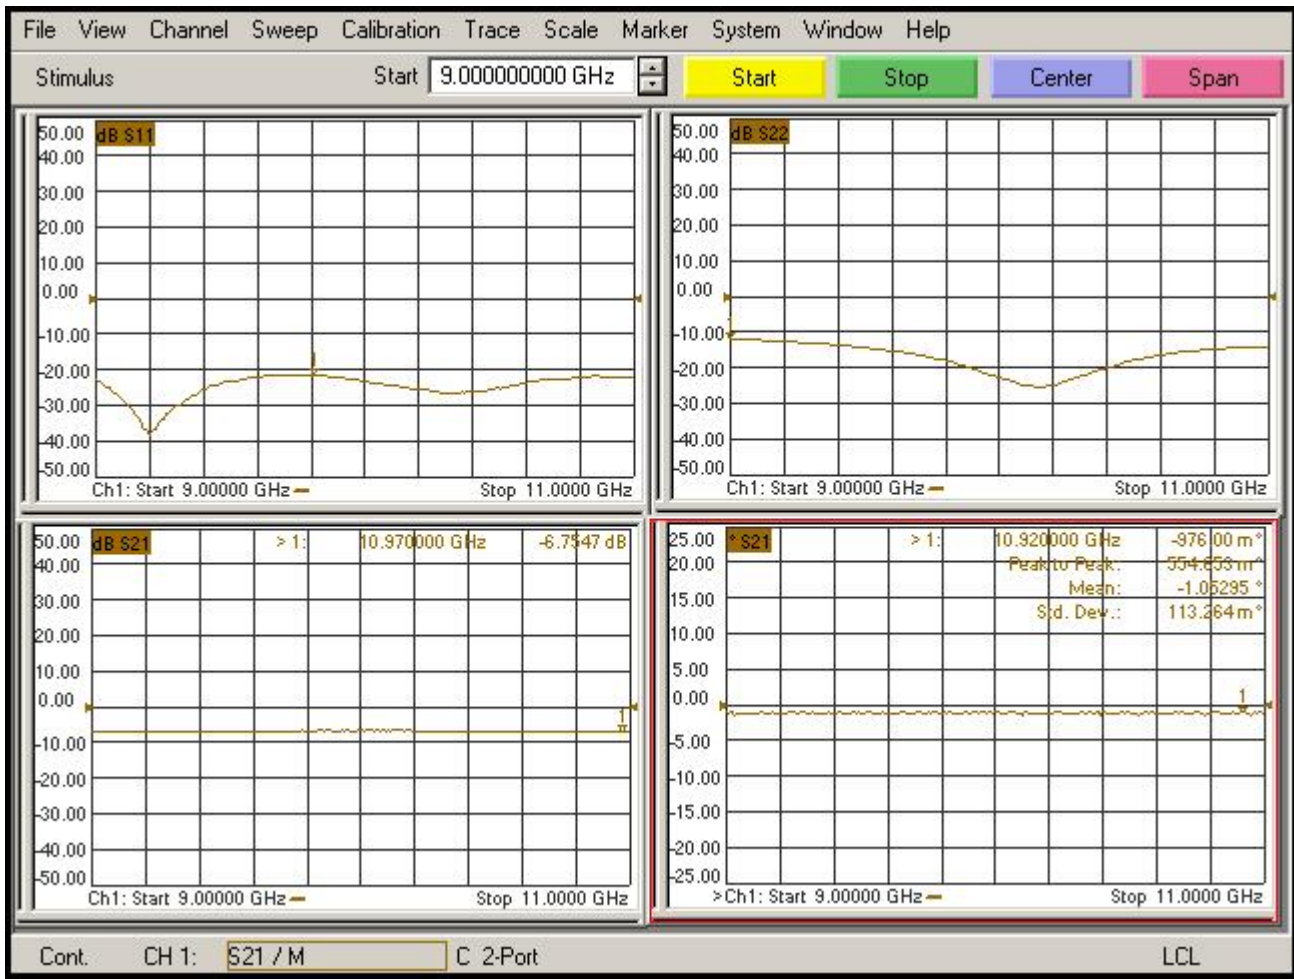 File View Channel Sweep Calibration Trace Scale Marker System Window Help
Stimulus Start 9.000000000 GHz Start Stop Center Span
50.00 dB S11
40.00
30.00
20.00
10.00
0.00
-10.00
1
-20.00
-30.00
-40.00
-50.00
Ch1: Start 9.00000 GHz Stop 11.0000 GHz
50.00 dB S22
40.00
30.00
20.00
10.00
0.00
-10.00
1
-20.00
-30.00
-40.00
-50.00
Ch1: Start 9.00000 GHz Stop 11.0000 GHz
50.00 dB S21 > 1: 10.970000 GHz -6.7547 dB
40.00
30.00
20.00
10.00
0.00
1
-10.00
-20.00
-30.00
-40.00
-50.00
Ch1: Start 9.00000 GHz Stop 11.0000 GHz
25.00 ° S21 > 1: 10.920000 GHz -976.00 m°
20.00 Peak to Peak: 554.653 m°
Mean: -1.05295 °
15.00 Std. Dev.: 113.264 m°
10.00
5.00
0.00 1
-5.00
-10.00
-15.00
-20.00
-25.00
>Ch1: Start 9.00000 GHz Stop 11.0000 GHz
Cont. CH 1: S21 / M C 2-Port LCL